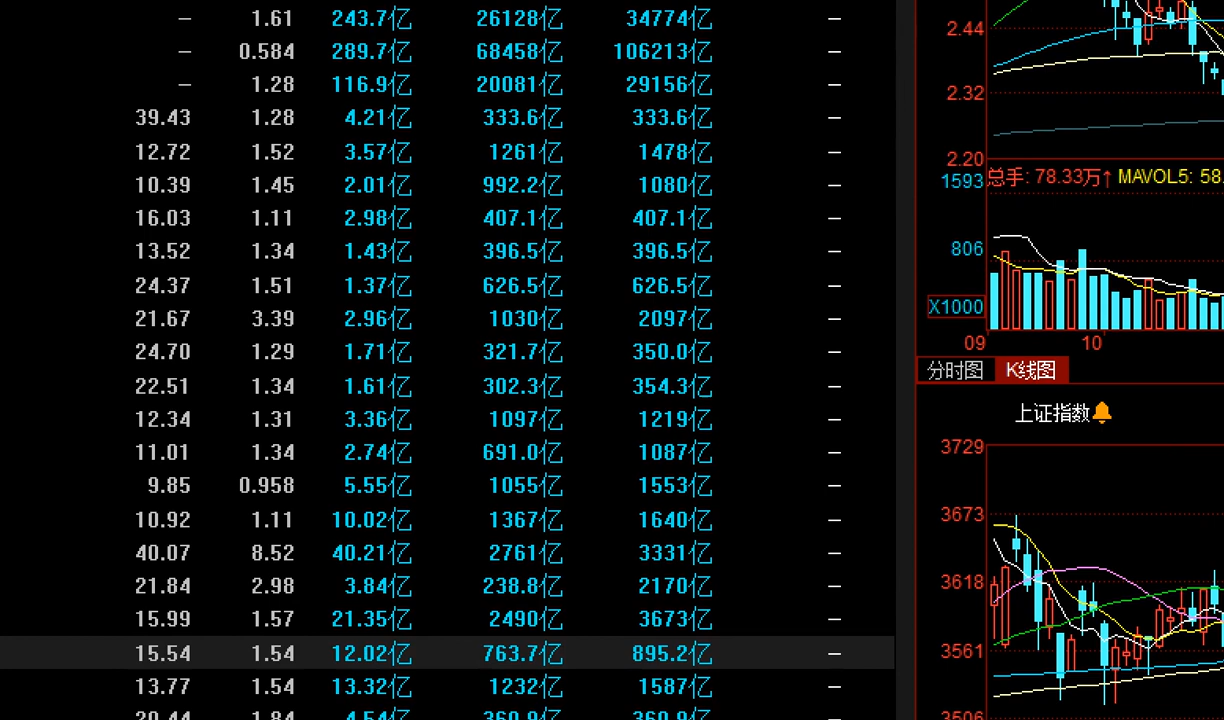 — 1.61 243.7亿 26128亿 34774亿 —
— 0.584 289.7亿 68458亿 106213亿 —
— 1.28 116.9亿 20081亿 29156亿 —
39.43 1.28 4.21亿 333.6亿 333.6亿 —
12.72 1.52 3.57亿 1261亿 1478亿 —
10.39 1.45 2.01亿 992.2亿 1080亿 —
16.03 1.11 2.98亿 407.1亿 407.1亿 —
13.52 1.34 1.43亿 396.5亿 396.5亿 —
24.37 1.51 1.37亿 626.5亿 626.5亿 —
21.67 3.39 2.96亿 1030亿 2097亿 —
24.70 1.29 1.71亿 321.7亿 350.0亿 —
22.51 1.34 1.61亿 302.3亿 354.3亿 —
12.34 1.31 3.36亿 1097亿 1219亿 —
11.01 1.34 2.74亿 691.0亿 1087亿 —
9.85 0.958 5.55亿 1055亿 1553亿 —
10.92 1.11 10.02亿 1367亿 1640亿 —
40.07 8.52 40.21亿 2761亿 3331亿 —
21.84 2.98 3.84亿 238.8亿 2170亿 —
15.99 1.57 21.35亿 2490亿 3673亿 —
15.54 1.54 12.02亿 763.7亿 895.2亿 —
13.77 1.54 13.32亿 1232亿 1587亿 —
20.44 1.84 4.54亿 360.9亿 360.9亿 —
2.44
2.32
2.20
1593 总手: 78.33万↑ MAVOL5: 58.
806
X1000
09 10
分时图 K线图
上证指数
3729
3673
3618
3561
3506